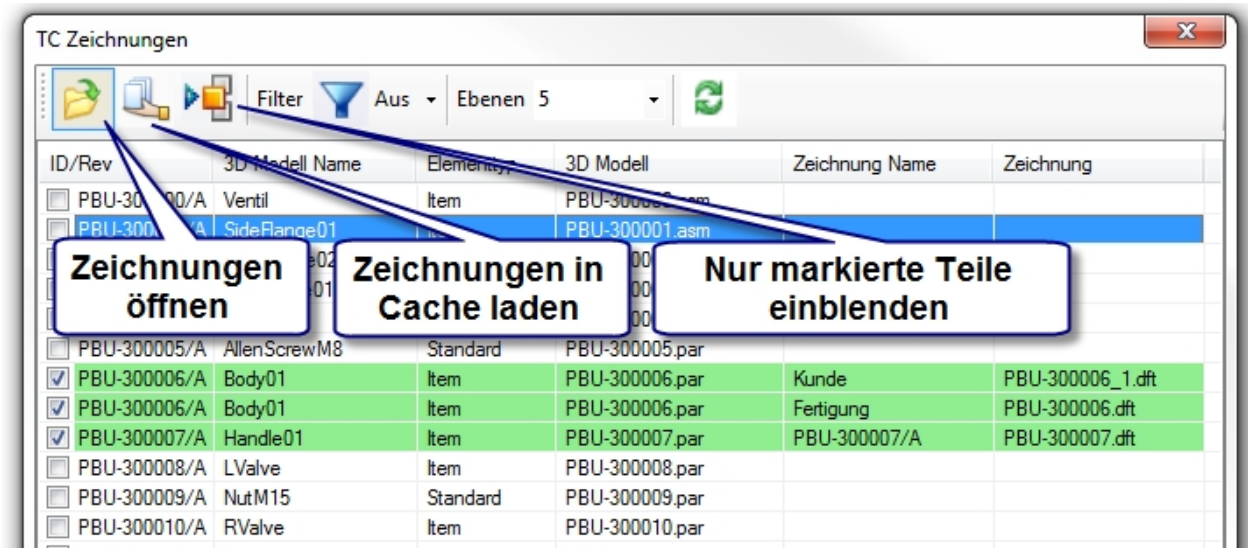 TC Zeichnungen
Filter Aus Ebenen 5
ID/Rev 3D Modell Name Elementtyp 3D Modell Zeichnung Name Zeichnung
Ventil Item
SideFlange01 PBU-300001.asm
Zeichnungen
öffnen
Zeichnungen in
Cache laden
Nur markierte Teile
einblenden
PBU-300005/A AllenScrewM8 Standard PBU-300005.par
PBU-300006/A Body01 Item PBU-300006.par Kunde PBU-300006_1.dft
PBU-300006/A Body01 Item PBU-300006.par Fertigung PBU-300006.dft
PBU-300007/A Handle01 Item PBU-300007.par PBU-300007/A PBU-300007.dft
PBU-300008/A LValve Item PBU-300008.par
PBU-300009/A NutM15 Standard PBU-300009.par
PBU-300010/A RValve Item PBU-300010.par